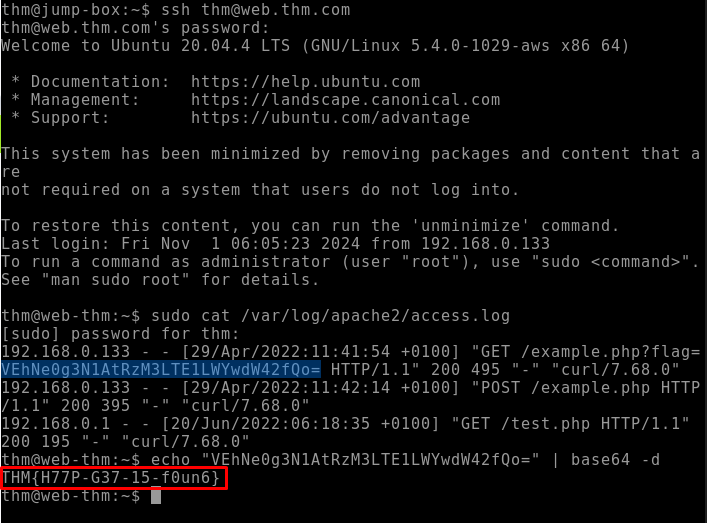 thm@jump-box:~$ ssh thm@web.thm.com
thm@web.thm.com's password:
Welcome to Ubuntu 20.04.4 LTS (GNU/Linux 5.4.0-1029-aws x86_64)
 * Documentation:  https://help.ubuntu.com
 * Management:     https://landscape.canonical.com
 * Support:        https://ubuntu.com/advantage
This system has been minimized by removing packages and content that a
re
not required on a system that users do not log into.
To restore this content, you can run the 'unminimize' command.
Last login: Fri Nov  1 06:05:23 2024 from 192.168.0.133
To run a command as administrator (user "root"), use "sudo <command>".
See "man sudo_root" for details.
thm@web-thm:~$ sudo cat /var/log/apache2/access.log
[sudo] password for thm:
192.168.0.133 - - [29/Apr/2022:11:41:54 +0100] "GET /example.php?flag=
VEhNe0g3N1AtRzM3LTE1LWYwdW42fQo= HTTP/1.1" 200 495 "-" "curl/7.68.0"
192.168.0.133 - - [29/Apr/2022:11:42:14 +0100] "POST /example.php HTTP
/1.1" 200 395 "-" "curl/7.68.0"
192.168.0.1 - - [20/Jun/2022:06:18:35 +0100] "GET /test.php HTTP/1.1"
200 195 "-" "curl/7.68.0"
thm@web-thm:~$ echo "VEhNe0g3N1AtRzM3LTE1LWYwdW42fQo=" | base64 -d
THM{H77P-G37-15-f0un6}
thm@web-thm:~$